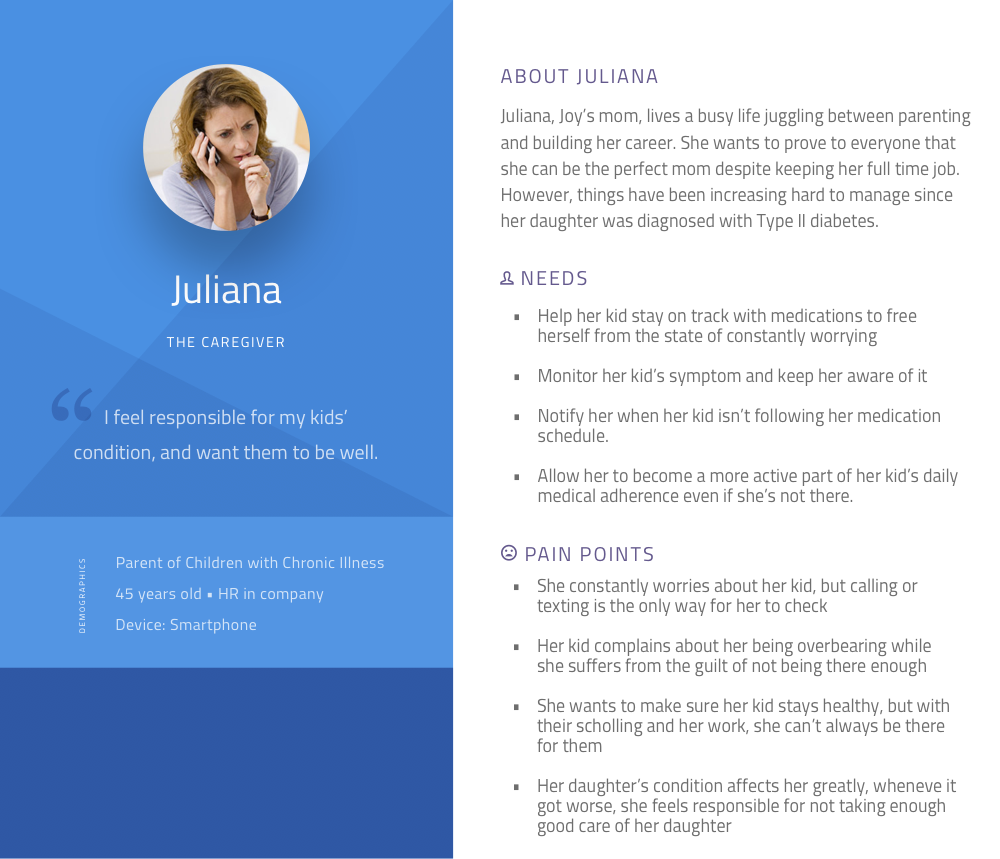 Juliana
THE CAREGIVER
“ I feel responsible for my kids’
condition, and want them to be well.
DEMOGRAPHICS
Parent of Children with Chronic Illness
45 years old ▪ HR in company
Device: Smartphone
ABOUT JULIANA
Juliana, Joy’s mom, lives a busy life juggling between parenting
and building her career. She wants to prove to everyone that
she can be the perfect mom despite keeping her full time job.
However, things have been increasing hard to manage since
her daughter was diagnosed with Type II diabetes.
NEEDS
▪ Help her kid stay on track with medications to free
herself from the state of constantly worrying
▪ Monitor her kid’s symptom and keep her aware of it
▪ Notify her when her kid isn’t following her medication
schedule.
▪ Allow her to become a more active part of her kid’s daily
medical adherence even if she’s not there.
PAIN POINTS
▪ She constantly worries about her kid, but calling or
texting is the only way for her to check
▪ Her kid complains about her being overbearing while
she suffers from the guilt of not being there enough
▪ She wants to make sure her kid stays healthy, but with
their scholling and her work, she can’t always be there
for them
▪ Her daughter’s condition affects her greatly, wheneve it
got worse, she feels responsible for not taking enough
good care of her daughter